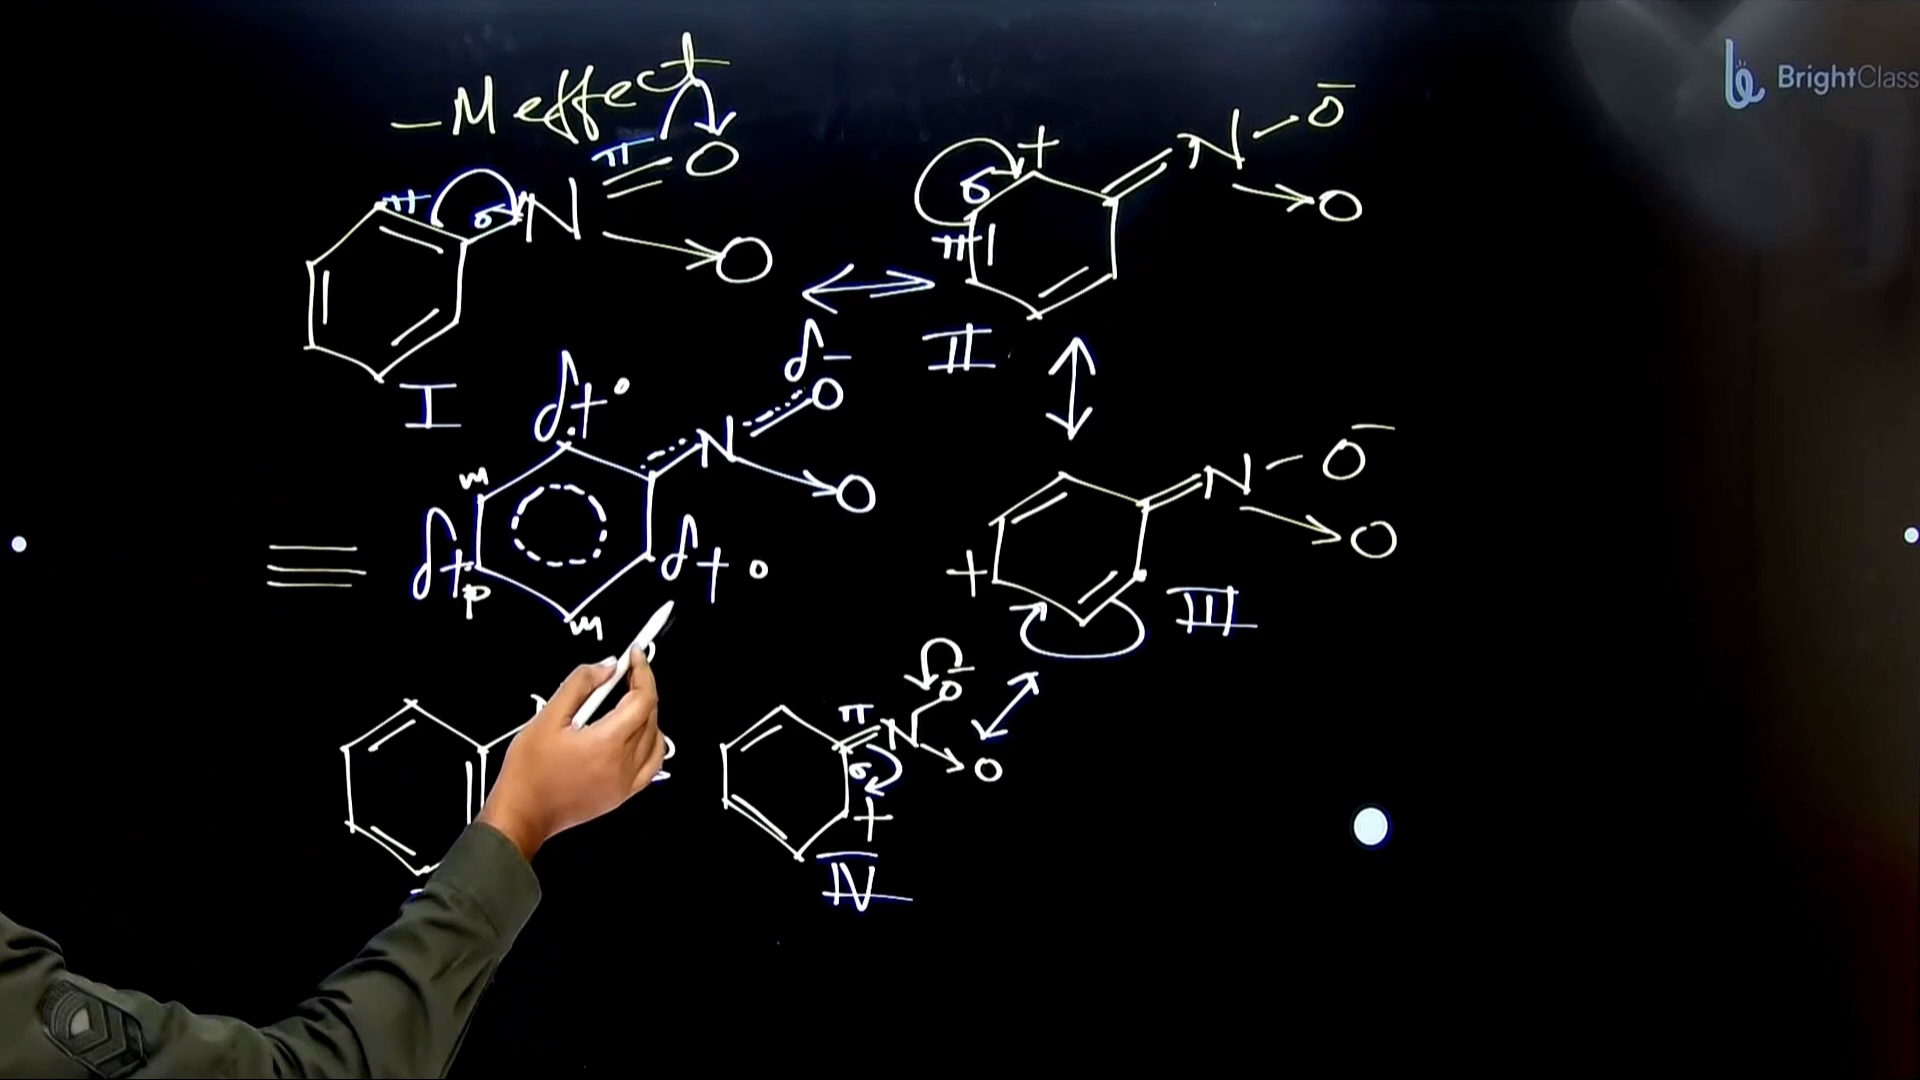 BrightClass
– M effect
π
O
π σ N
O
I
+
N – O⁻
σ
O
π
II
δ+ o
δ–
O
N
m
O
δ+
p
δ+ o
m
N – O⁻
O
+
III
O⁻
π N
σ
O
+
IV